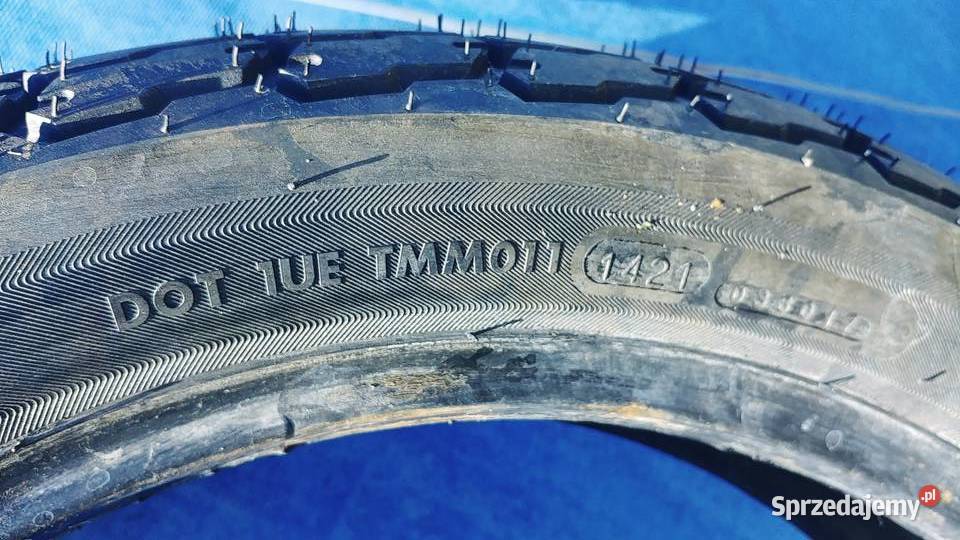 DOT 1UE TMM011 1421
Sprzedajemy.pl